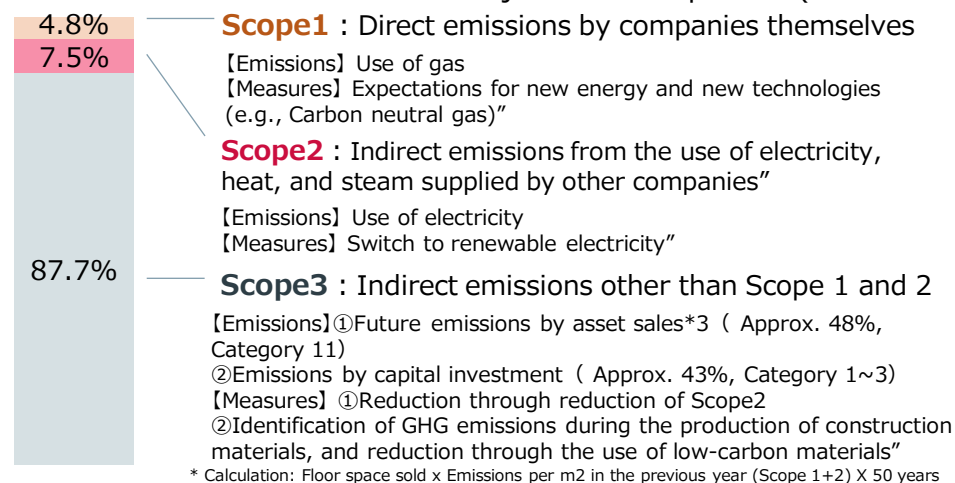 4.8%
Scope1 : Direct emissions by companies themselves
7.5%
【Emissions】 Use of gas
【Measures】 Expectations for new energy and new technologies
(e.g., Carbon neutral gas)”
Scope2 : Indirect emissions from the use of electricity,
heat, and steam supplied by other companies”
【Emissions】 Use of electricity
【Measures】 Switch to renewable electricity”
87.7%
Scope3 : Indirect emissions other than Scope 1 and 2
【Emissions】①Future emissions by asset sales*3 ( Approx. 48%,
Category 11)
②Emissions by capital investment ( Approx. 43%, Category 1~3)
【Measures】 ①Reduction through reduction of Scope2
②Identification of GHG emissions during the production of construction
materials, and reduction through the use of low-carbon materials”
* Calculation: Floor space sold x Emissions per m2 in the previous year (Scope 1+2) X 50 years